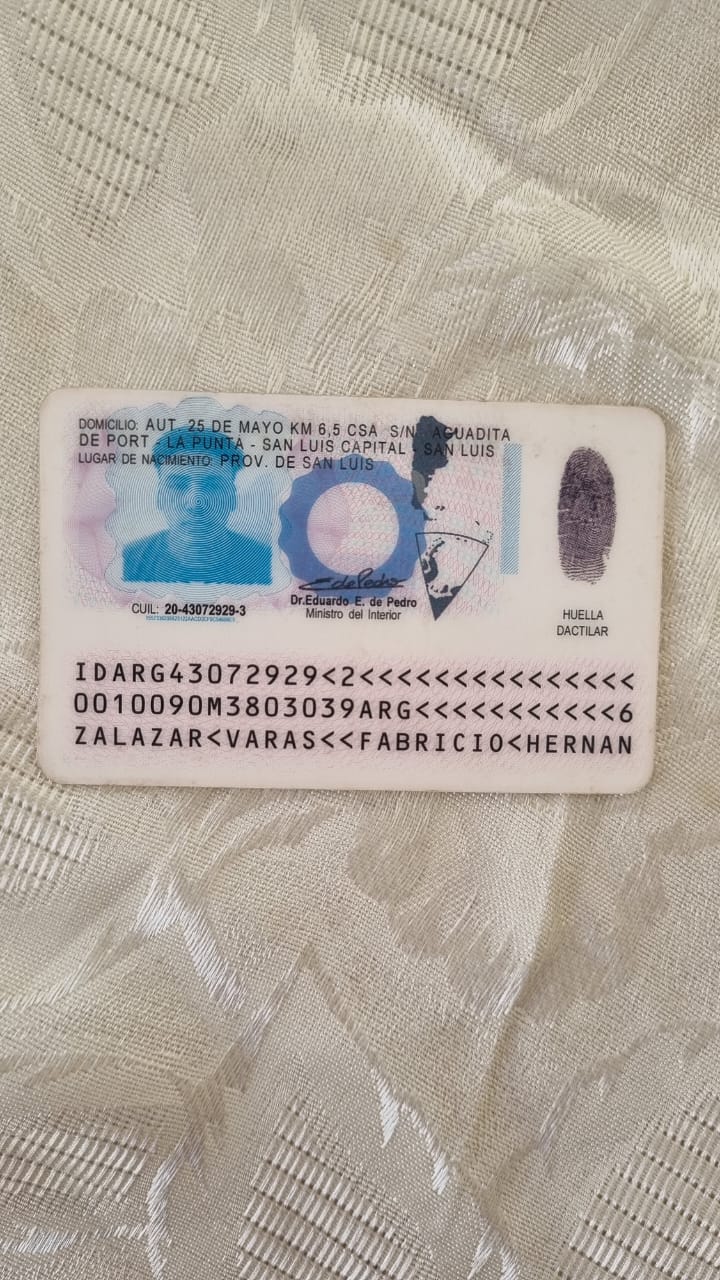 DOMICILIO: AUT. 25 DE MAYO KM 6,5 CSA S/N° AGUADITA
DE PORT - LA PUNTA - SAN LUIS CAPITAL - SAN LUIS
LUGAR DE NACIMIENTO: PROV. DE SAN LUIS
CUIL: 20-43072929-3
EdePedro
Dr.Eduardo E. de Pedro
Ministro del Interior
HUELLA
DACTILAR
IDARG43072929<2<<<<<<<<<<<<<<<
0010090M3803039ARG<<<<<<<<<<<6
ZALAZAR<VARAS<<FABRICIO<HERNAN